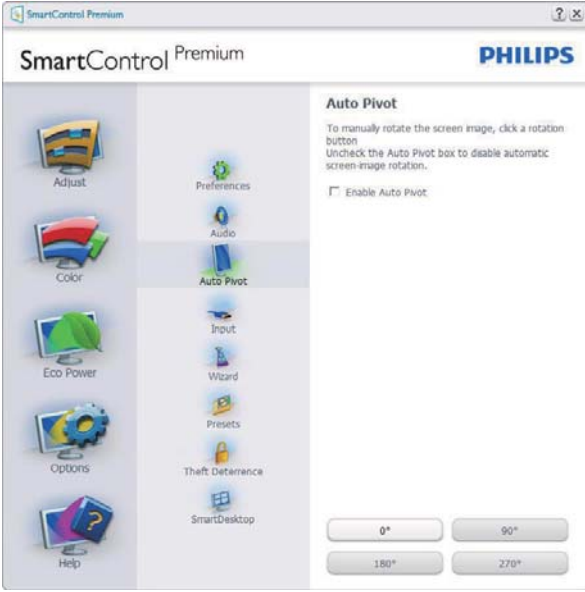 SmartControl Premium
SmartControl Premium
PHILIPS
Adjust
Color
Eco Power
Options
Help
Preferences
Audio
Auto Pivot
Input
Wizard
Presets
Theft Deterrence
SmartDesktop
Auto Pivot
To manually rotate the screen image, click a rotation
button
Uncheck the Auto Pivot box to disable automatic
screen-image rotation.
Enable Auto Pivot
0°
90°
180°
270°